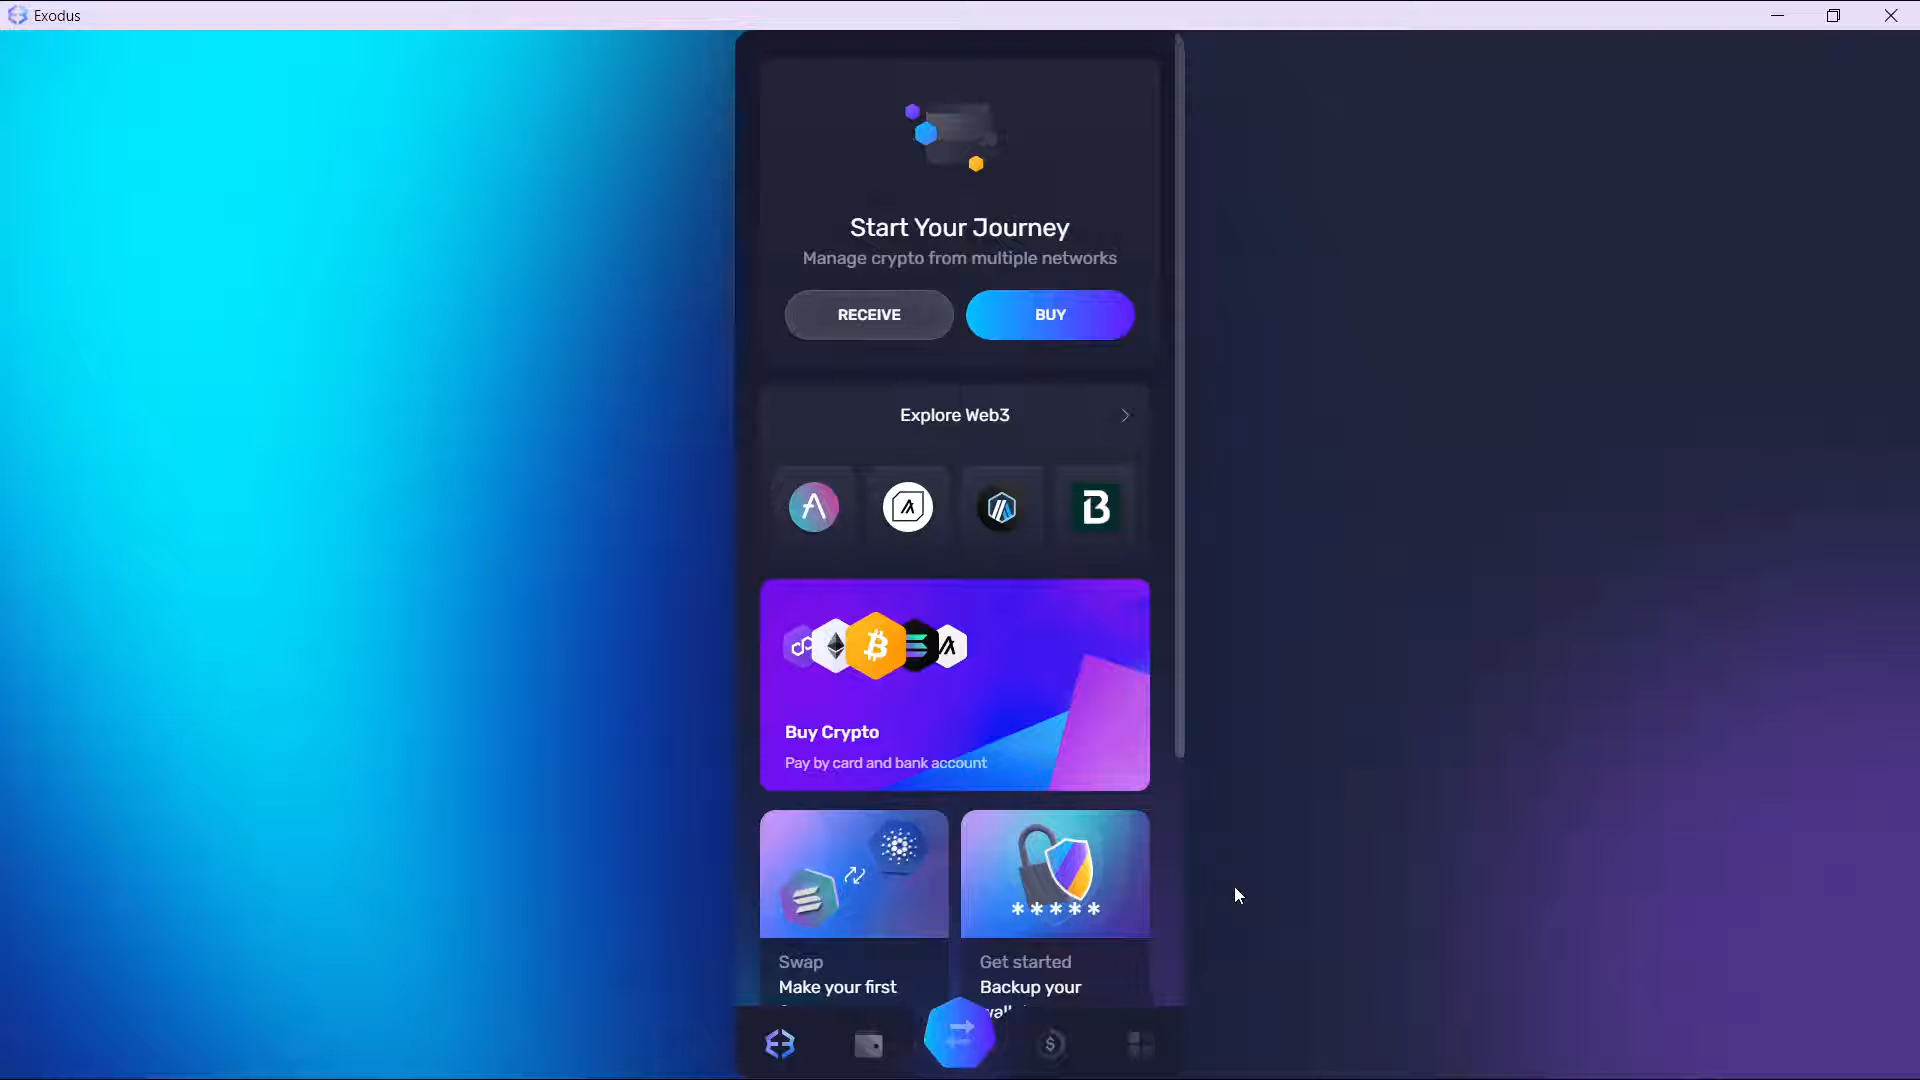 Exodus
Start Your Journey
Manage crypto from multiple networks
RECEIVE
BUY
Explore Web3
Buy Crypto
Pay by card and bank account
*****
Swap
Make your first
Get started
Backup your